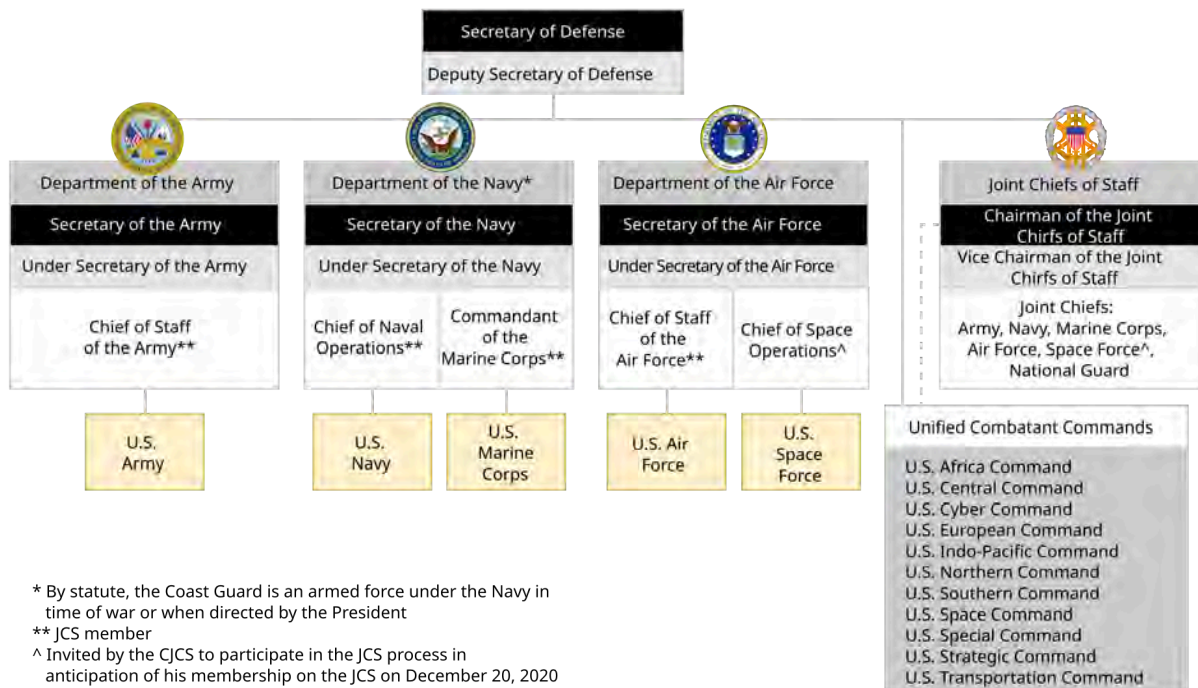 Secretary of Defense
Deputy Secretary of Defense
Department of the Army
Secretary of the Army
Under Secretary of the Army
Chief of Staff
of the Army**
U.S.
Army
Department of the Navy*
Secretary of the Navy
Under Secretary of the Navy
Chief of Naval
Operations**
Commandant
of the
Marine Corps**
U.S.
Navy
U.S.
Marine
Corps
Department of the Air Force
Secretary of the Air Force
Under Secretary of the Air Force
Chief of Staff
of the
Air Force**
Chief of Space
Operations^
U.S. Air
Force
U.S.
Space
Force
Joint Chiefs of Staff
Chairman of the Joint
Chirfs of Staff
Vice Chairman of the Joint
Chirfs of Staff
Joint Chiefs:
Army, Navy, Marine Corps,
Air Force, Space Force^,
National Guard
Unified Combatant Commands
U.S. Africa Command
U.S. Central Command
U.S. Cyber Command
U.S. European Command
U.S. Indo-Pacific Command
U.S. Northern Command
U.S. Southern Command
U.S. Space Command
U.S. Special Command
U.S. Strategic Command
U.S. Transportation Command
* By statute, the Coast Guard is an armed force under the Navy in
time of war or when directed by the President
** JCS member
^ Invited by the CJCS to participate in the JCS process in
anticipation of his membership on the JCS on December 20, 2020